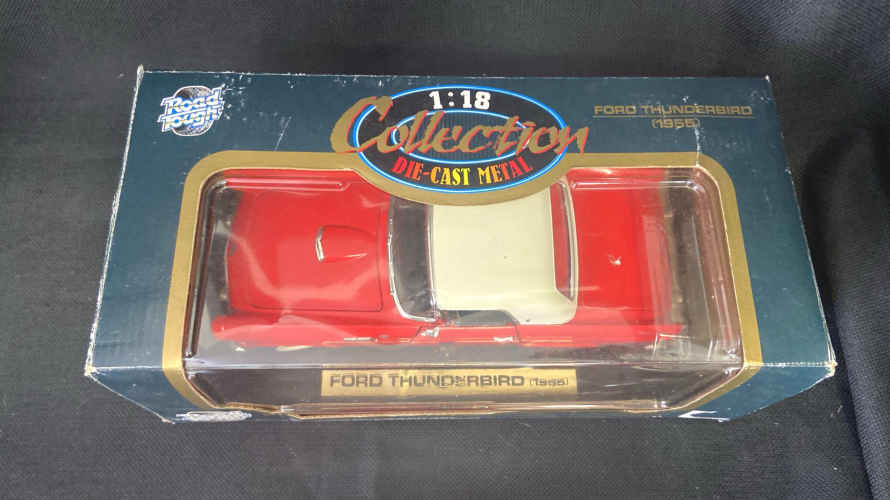 Road
Tough
1:18
Collection
DIE-CAST METAL
FORD THUNDERBIRD
(1955)
FORD THUNDERBIRD (1955)